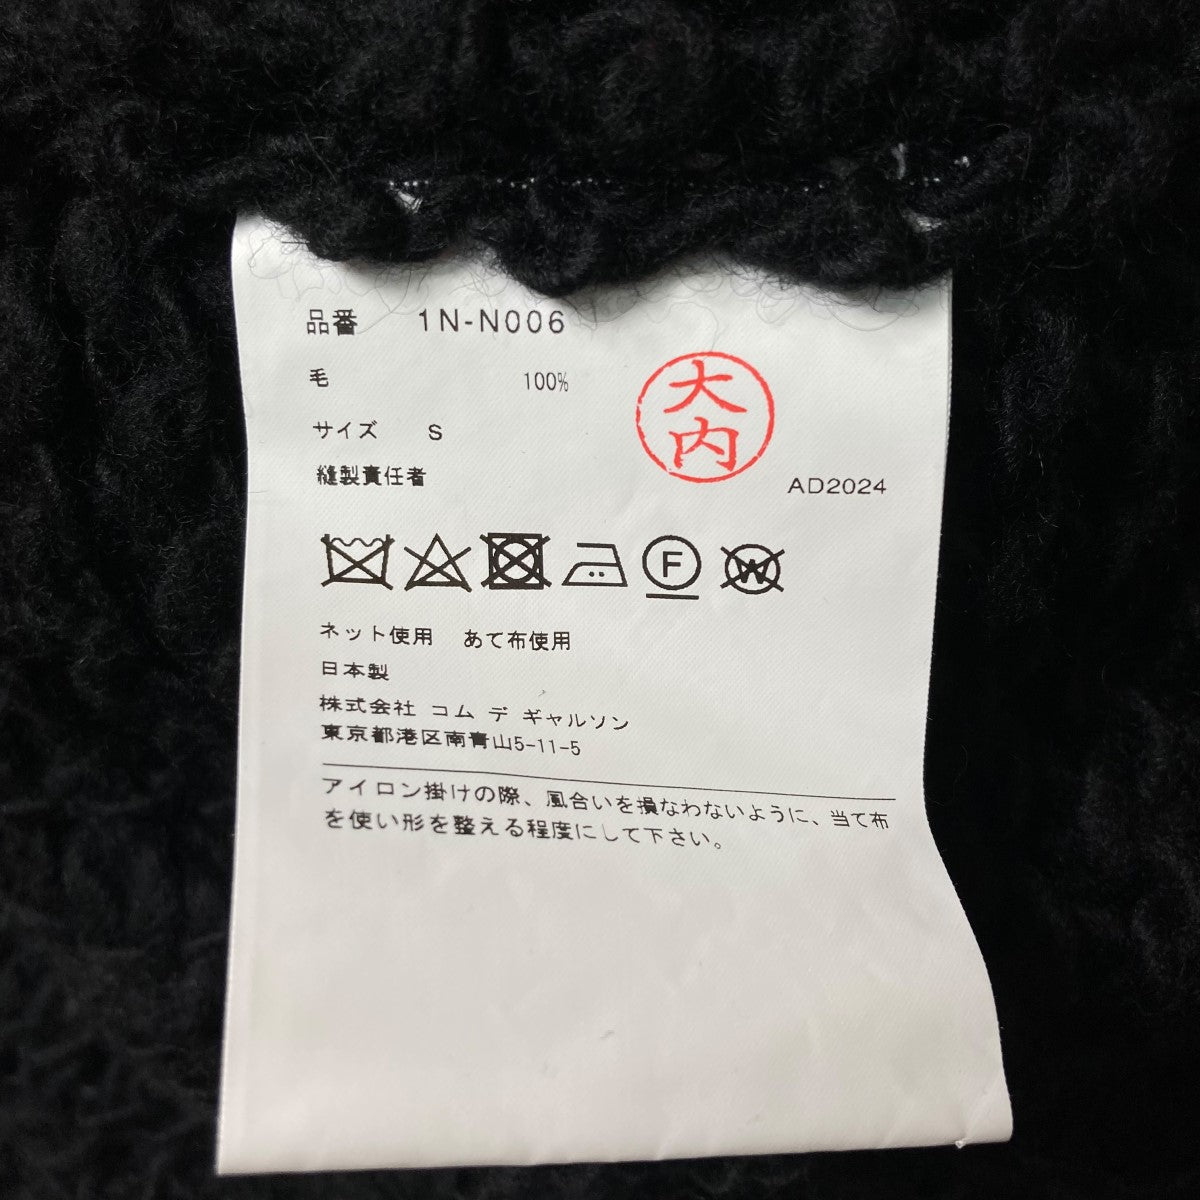 品番 1N-N006
毛 100%
大内
サイズ S
縫製責任者
AD2024
F W
ネット使用 あて布使用
日本製
株式会社 コム デ ギャルソン
東京都港区南青山5-11-5
アイロン掛けの際、風合いを損なわないように、当て布
を使い形を整える程度にして下さい。